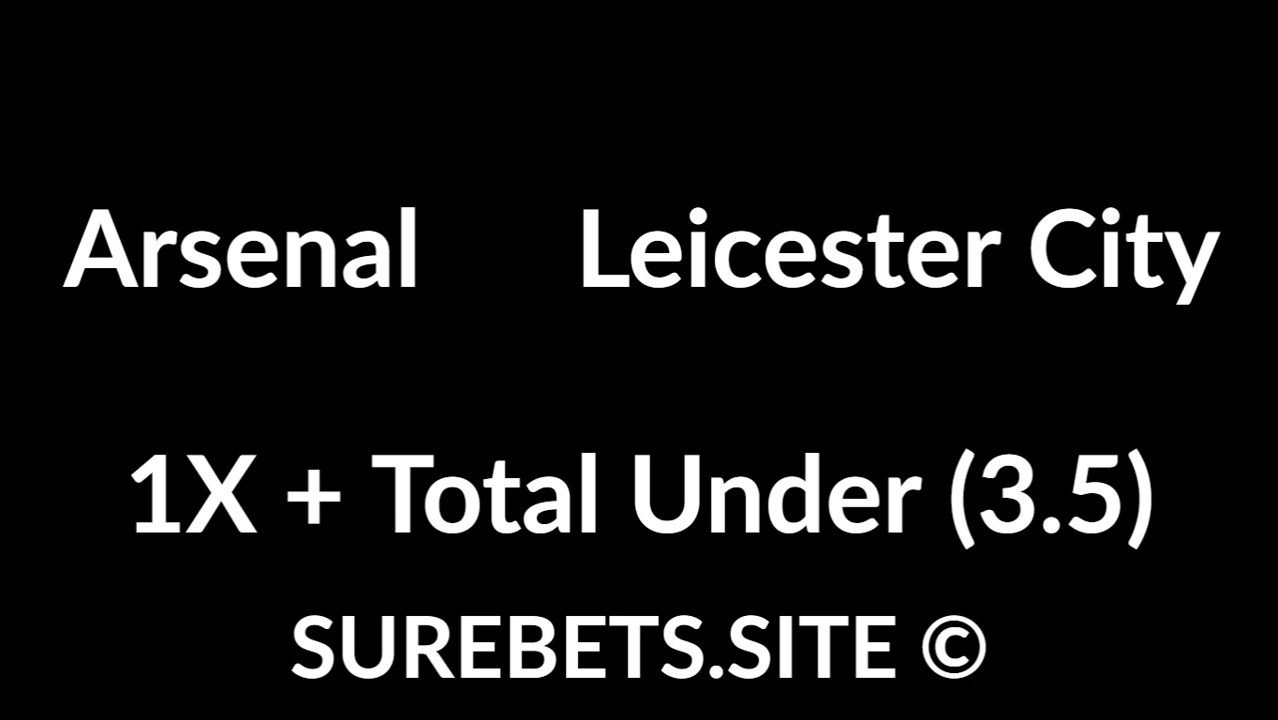 Arsenal Leicester City
1X + Total Under (3.5)
SUREBETS.SITE ©